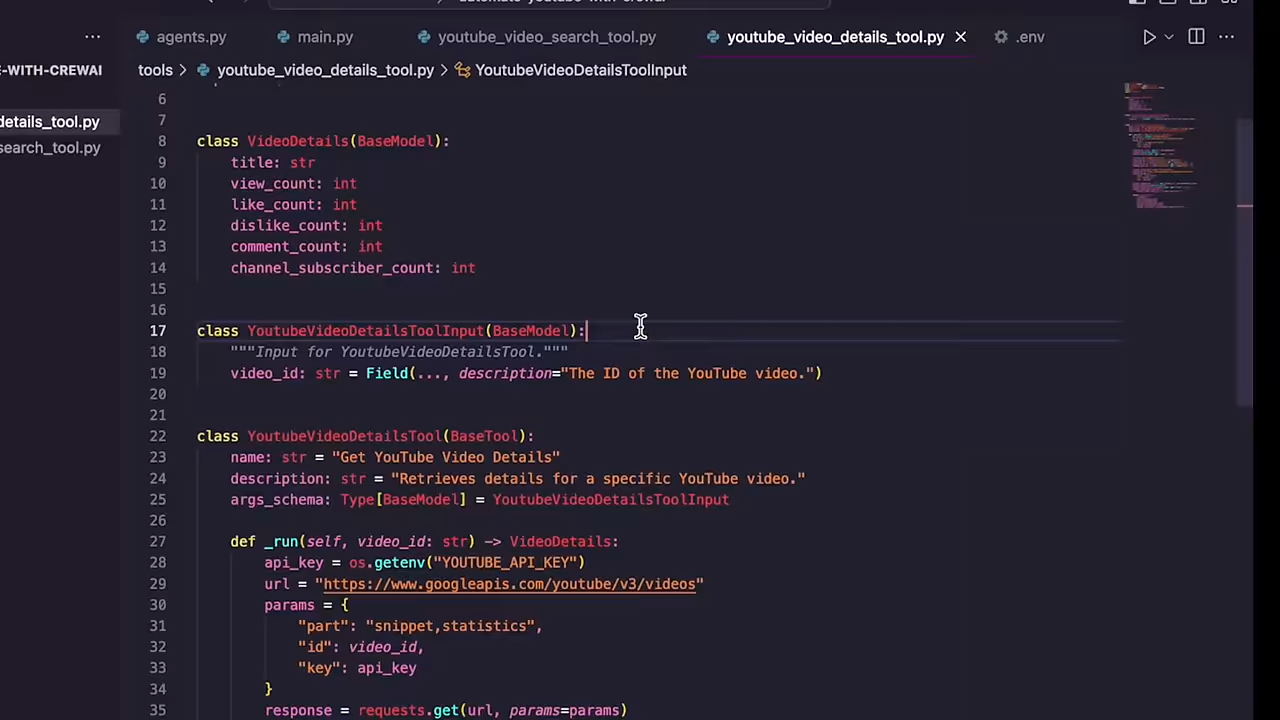 automate-youtube-with-crewai
agents.py main.py youtube_video_search_tool.py youtube_video_details_tool.py .env
E-WITH-CREWAI tools > youtube_video_details_tool.py > YoutubeVideoDetailsToolInput
6
details_tool.py
7
search_tool.py
8 class VideoDetails(BaseModel):
9 title: str
10 view_count: int
11 like_count: int
12 dislike_count: int
13 comment_count: int
14 channel_subscriber_count: int
15
16
17 class YoutubeVideoDetailsToolInput(BaseModel):
18 """Input for YoutubeVideoDetailsTool."""
19 video_id: str = Field(..., description="The ID of the YouTube video.")
20
21
22 class YoutubeVideoDetailsTool(BaseTool):
23 name: str = "Get YouTube Video Details"
24 description: str = "Retrieves details for a specific YouTube video."
25 args_schema: Type[BaseModel] = YoutubeVideoDetailsToolInput
26
27 def _run(self, video_id: str) -> VideoDetails:
28 api_key = os.getenv("YOUTUBE_API_KEY")
29 url = "https://www.googleapis.com/youtube/v3/videos"
30 params = {
31 "part": "snippet,statistics",
32 "id": video_id,
33 "key": api_key
34 }
35 response = requests.get(url, params=params)